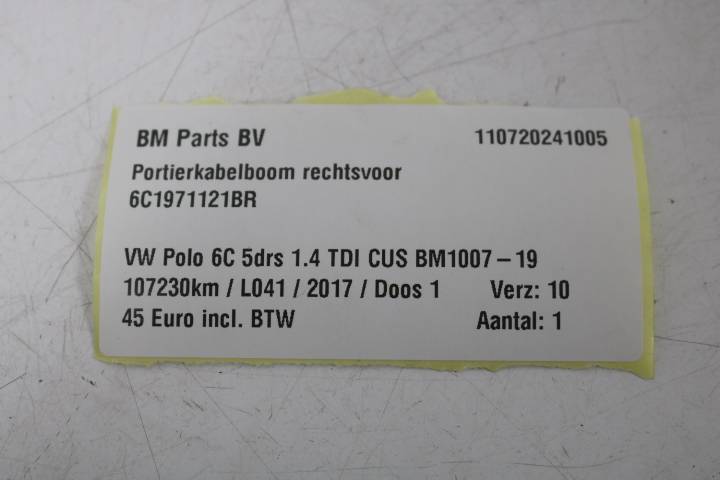 BM Parts BV 110720241005
Portierkabelboom rechtsvoor
6C1971121BR
VW Polo 6C 5drs 1.4 TDI CUS BM1007 – 19
107230km / L041 / 2017 / Doos 1 Verz: 10
45 Euro incl. BTW Aantal: 1